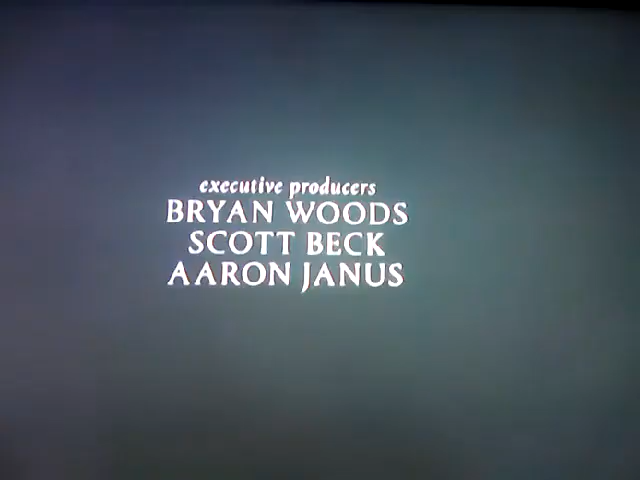 executive producers
BRYAN WOODS
SCOTT BECK
AARON JANUS